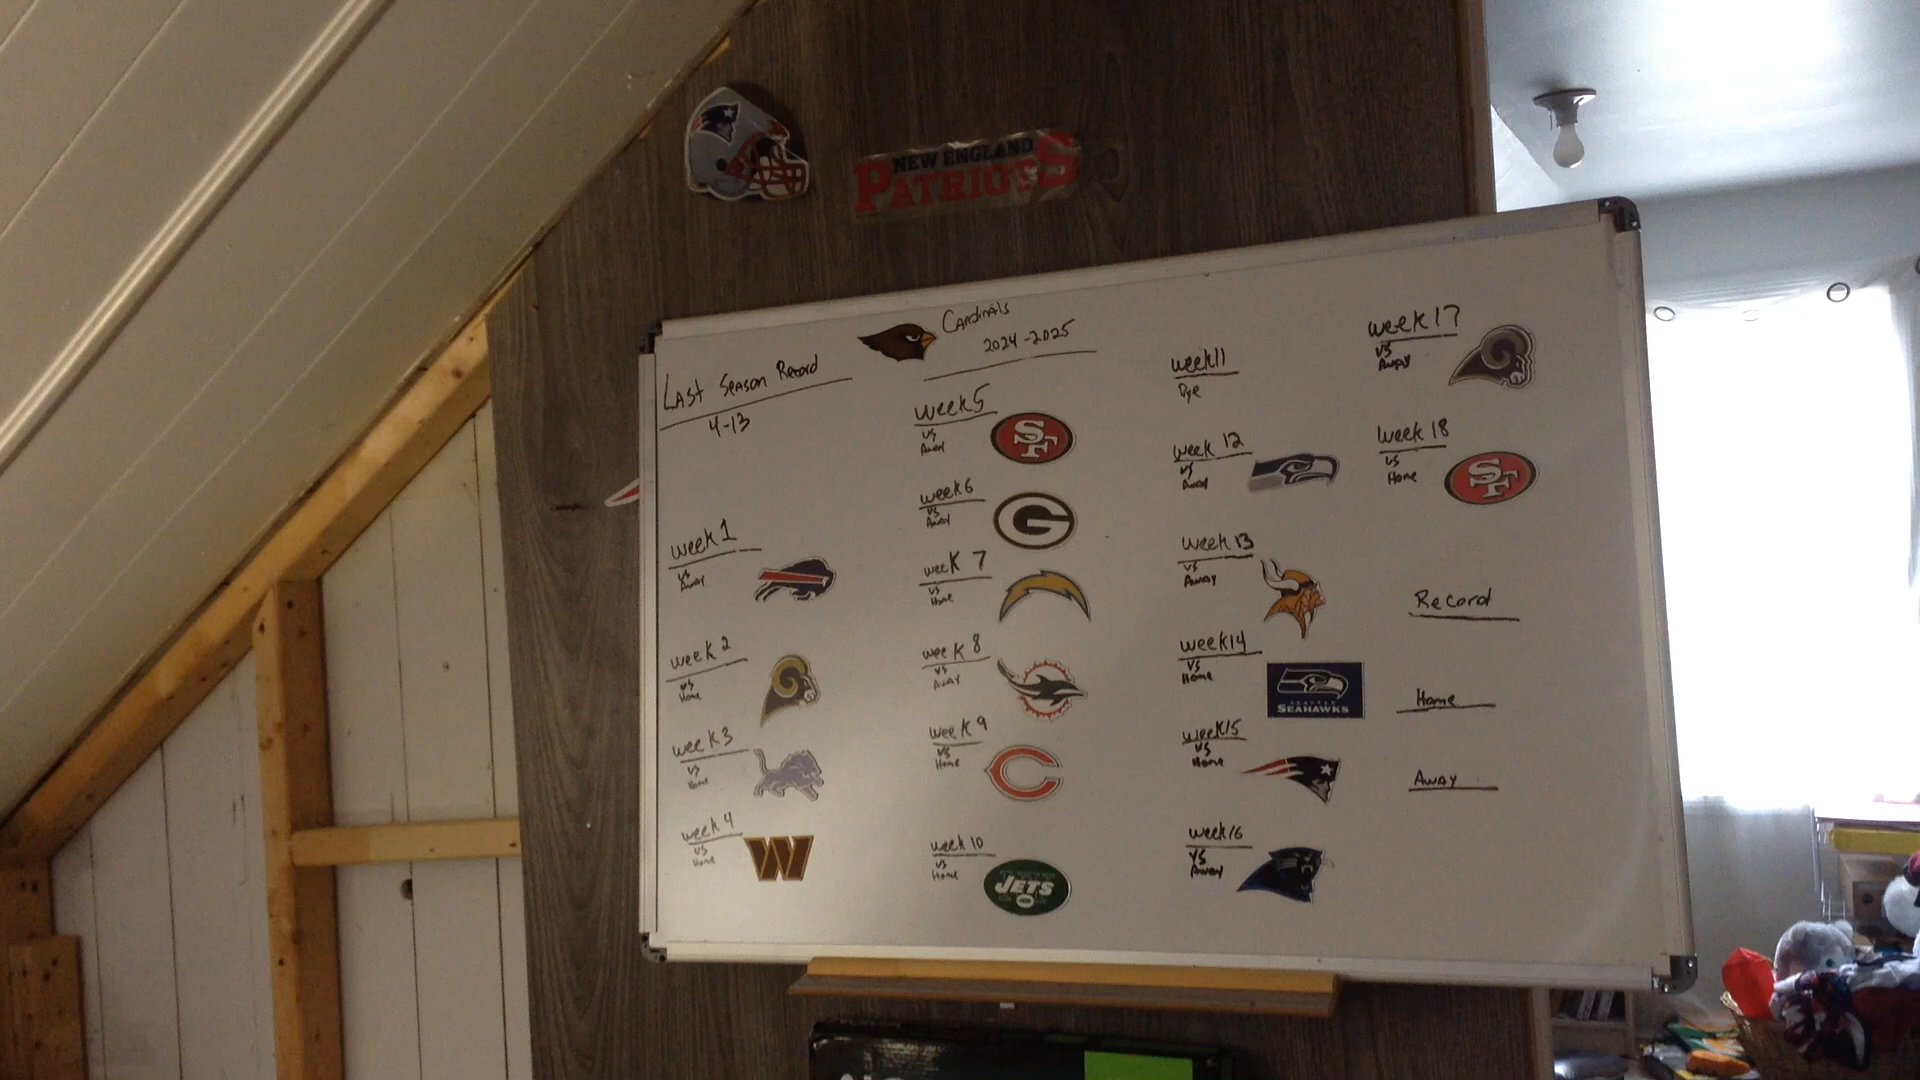 NEW ENGLAND
PATRIOTS
Cardinals
2024-2025
Last Season Record
4-13
week 1
vs
Away
week 2
vs
Home
week 3
vs
Home
week 4
vs
Home
W
week 5
vs
Away
SF
week 6
vs
Away
G
week 7
vs
Home
week 8
vs
Away
week 9
vs
Home
C
week 10
vs
Home
JETS
week 11
Bye
week 12
vs
Away
week 13
vs
Away
week 14
vs
Home
SEATTLE
SEAHAWKS
week 15
vs
Home
week 16
vs
Away
week 17
vs
Away
week 18
vs
Home
SF
Record
Home
Away